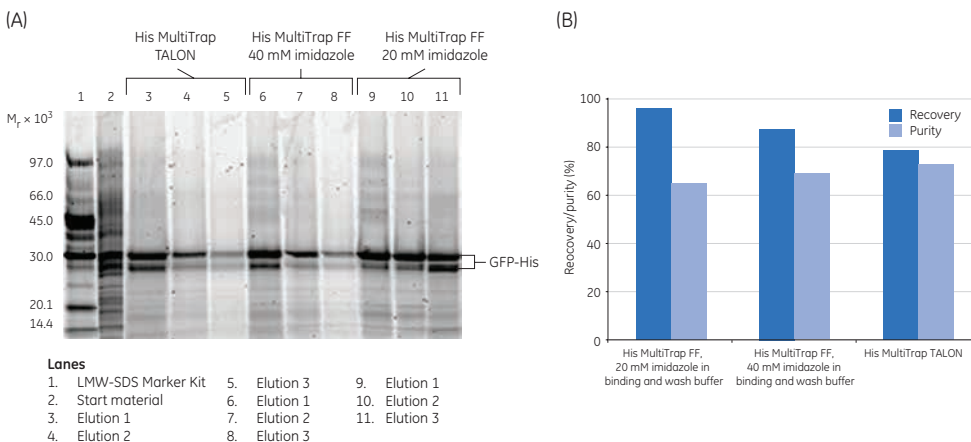 (A)
His MultiTrap
TALON
His MultiTrap FF
40 mM imidazole
His MultiTrap FF
20 mM imidazole
1 2 3 4 5 6 7 8 9 10 11
Mr × 10³
97.0
66.0
45.0
30.0
20.1
14.4
GFP-His
Lanes
1. LMW-SDS Marker Kit
2. Start material
3. Elution 1
4. Elution 2
5. Elution 3
6. Elution 1
7. Elution 2
8. Elution 3
9. Elution 1
10. Elution 2
11. Elution 3
(B)
Reocovery/purity (%)
100
80
60
40
20
0
Recovery
Purity
His MultiTrap FF,
20 mM imidazole in
binding and wash buffer
His MultiTrap FF,
40 mM imidazole in
binding and wash buffer
His MultiTrap TALON